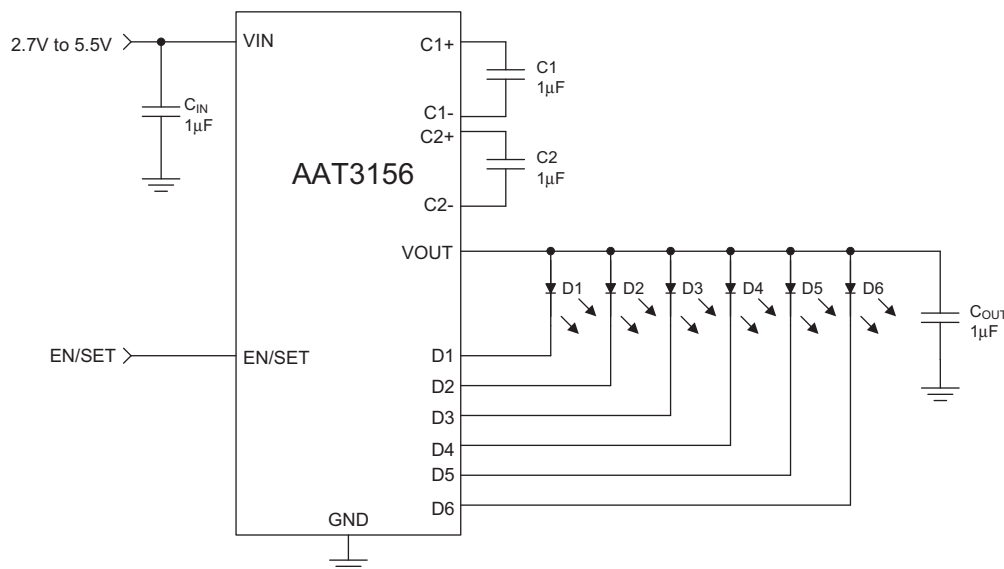 2.7V to 5.5V
VIN
C1+
C1
1μF
C1-
C2+
C2
1μF
C2-
CIN
1μF
AAT3156
VOUT
D1
D2
D3
D4
D5
D6
COUT
1μF
EN/SET
EN/SET
D1
D2
D3
D4
D5
D6
GND